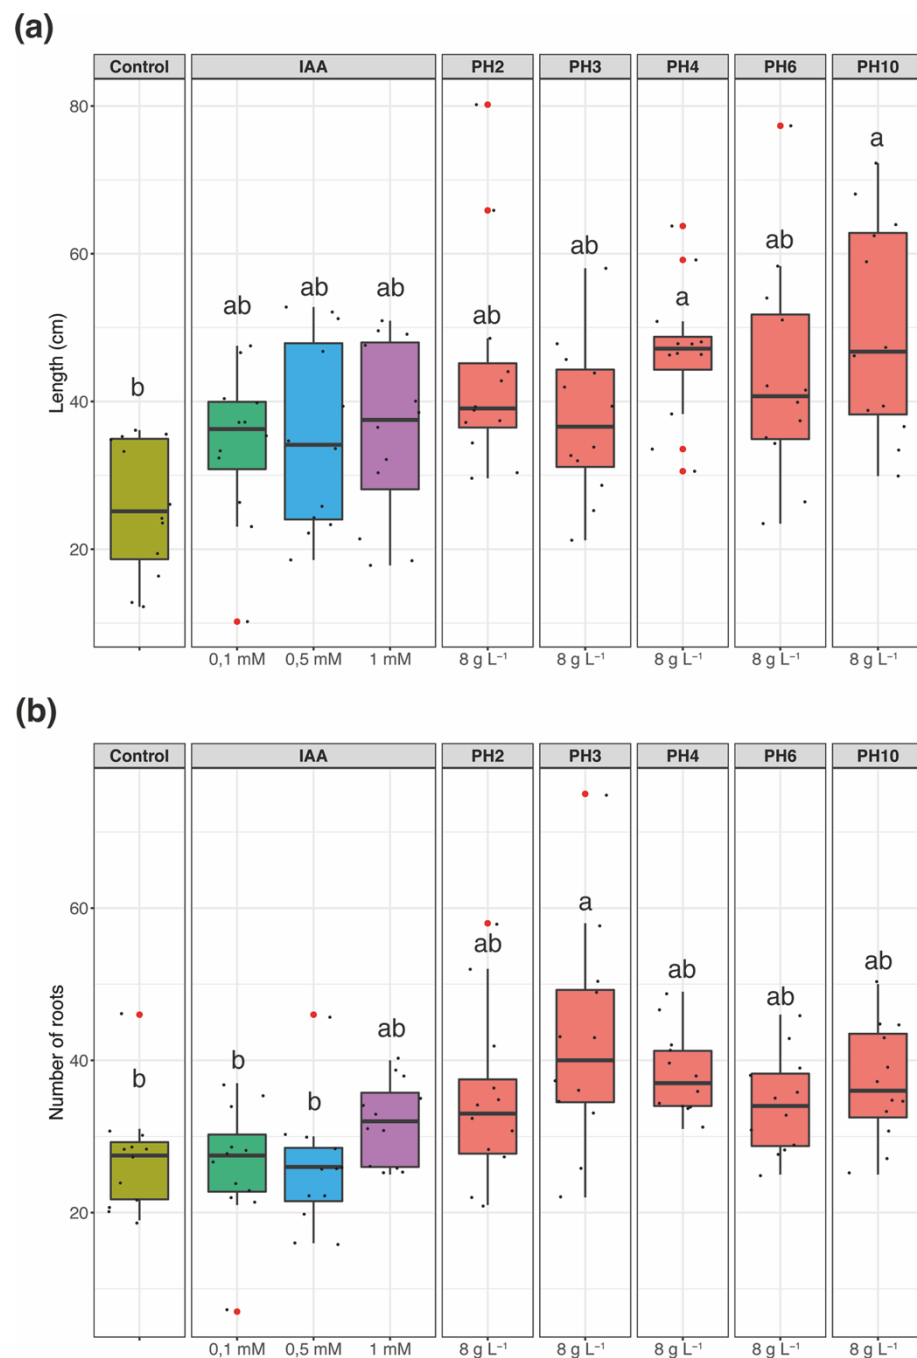 (a)
Control IAA PH2 PH3 PH4 PH6 PH10
Length (cm)
80
60
40
20
b ab ab ab ab ab a ab a
0,1 mM 0,5 mM 1 mM 8 g L⁻¹ 8 g L⁻¹ 8 g L⁻¹ 8 g L⁻¹ 8 g L⁻¹
(b)
Control IAA PH2 PH3 PH4 PH6 PH10
Number of roots
60
40
20
b b b ab ab a ab ab ab
0,1 mM 0,5 mM 1 mM 8 g L⁻¹ 8 g L⁻¹ 8 g L⁻¹ 8 g L⁻¹ 8 g L⁻¹